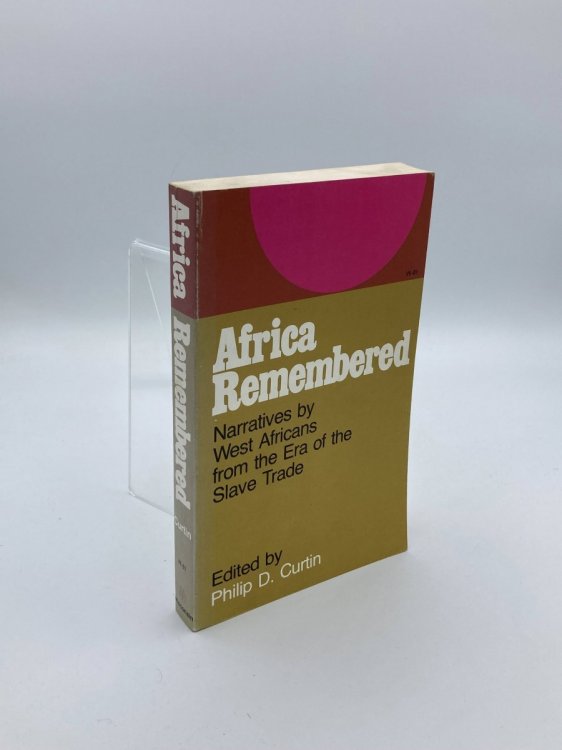 Africa
Remembered
Narratives by
West Africans
from the Era of the
Slave Trade
Edited by
Philip D. Curtin
Africa Remembered
Curtin